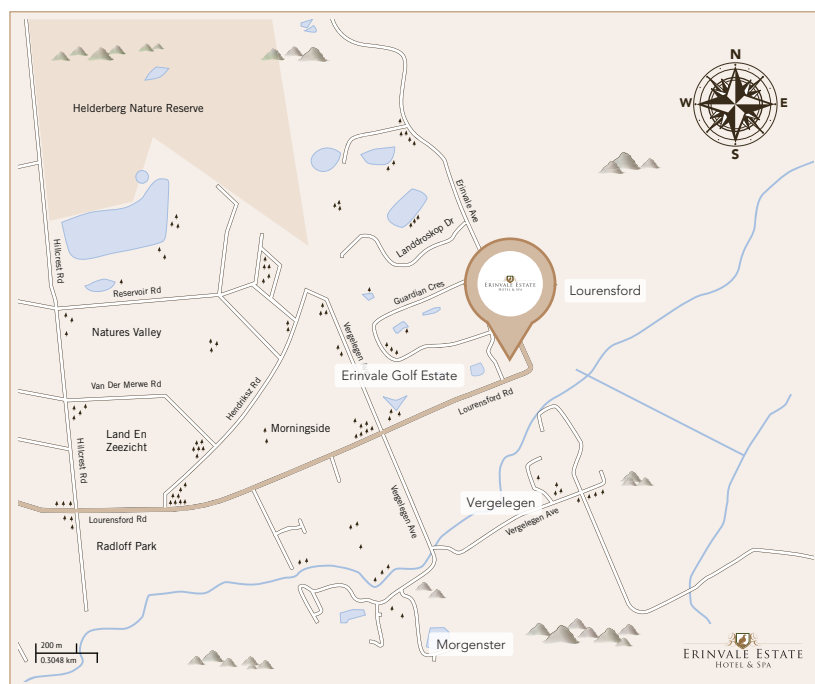 N
W
E
S
Helderberg Nature Reserve
Erinvale Ave
Landdroskop Dr
Hillcrest Rd
Reservoir Rd
Guardian Cres
ERINVALE ESTATE
HOTEL & SPA
Lourensford
Natures Valley
Vergelegen
Erinvale Golf Estate
Van Der Merwe Rd
Hendriksz Rd
Lourensford Rd
Land En
Zeezicht
Morningside
Hillcrest Rd
Vergelegen Ave
Vergelegen
Vergelegen Ave
Lourensford Rd
Radloff Park
Morgenster
200 m
0.3048 km
ERINVALE ESTATE
HOTEL & SPA